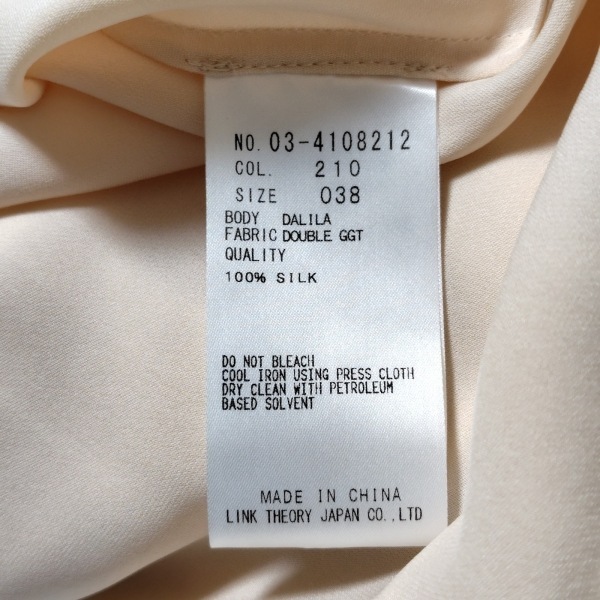 NO. 03-4108212
COL. 210
SIZE 038
BODY DALILA
FABRIC DOUBLE GGT
QUALITY
100% SILK
DO NOT BLEACH
COOL IRON USING PRESS CLOTH
DRY CLEAN WITH PETROLEUM
BASED SOLVENT
MADE IN CHINA
LINK THEORY JAPAN CO.,LTD